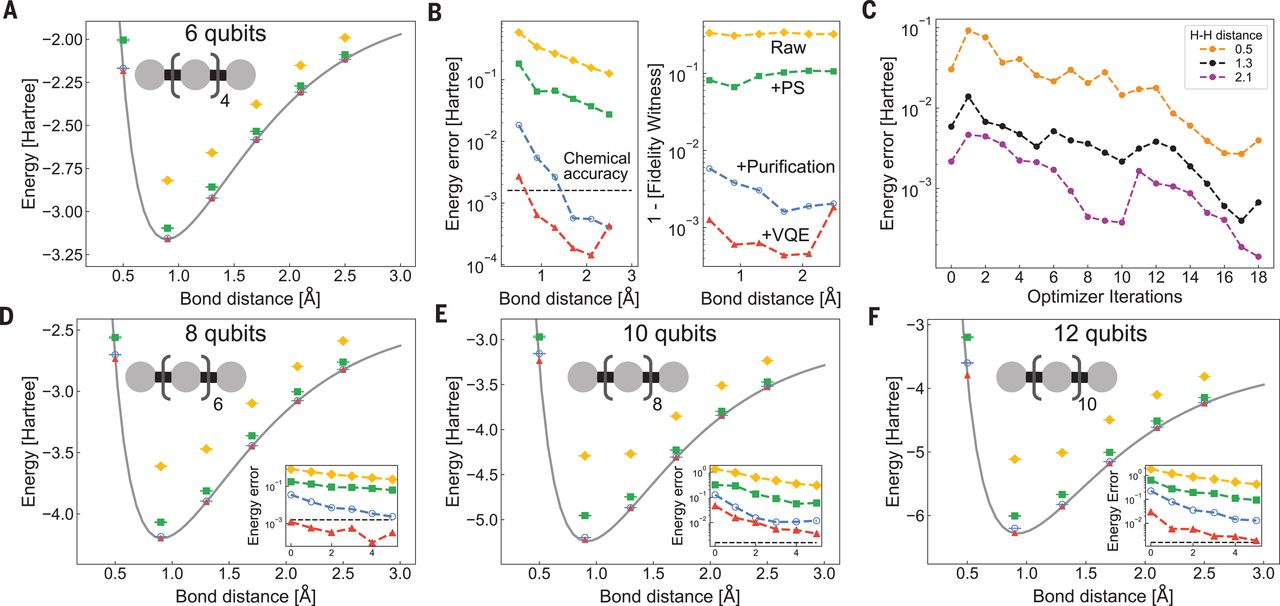 A
6 qubits
4
Energy [Hartree]
−2.00
−2.25
−2.50
−2.75
−3.00
−3.25
0.5
1.0
1.5
2.0
2.5
3.0
Bond distance [Å]
B
Energy error [Hartree]
10⁻¹
10⁻²
10⁻³
10⁻⁴
Chemical
accuracy
1
2
3
Bond distance [Å]
1 - [Fidelity Witness]
10⁻¹
10⁻²
10⁻³
Raw
+PS
+Purification
+VQE
1
2
Bond distance [Å]
C
Energy error [Hartree]
10⁻¹
10⁻²
10⁻³
H-H distance
0.5
1.3
2.1
0
2
4
6
8
10
12
14
16
18
Optimizer Iterations
D
8 qubits
6
Energy [Hartree]
−2.5
−3.0
−3.5
−4.0
Energy error
10⁻¹
10⁻³
0
2
4
0.5
1.0
1.5
2.0
2.5
3.0
Bond distance [Å]
E
10 qubits
8
Energy [Hartree]
−3.0
−3.5
−4.0
−4.5
−5.0
Energy error
10⁰
10⁻¹
10⁻²
0
2
4
0.5
1.0
1.5
2.0
2.5
3.0
Bond distance [Å]
F
12 qubits
10
Energy [Hartree]
−3
−4
−5
−6
Energy error
10⁰
10⁻¹
10⁻²
0
2
4
0.5
1.0
1.5
2.0
2.5
3.0
Bond distance [Å]